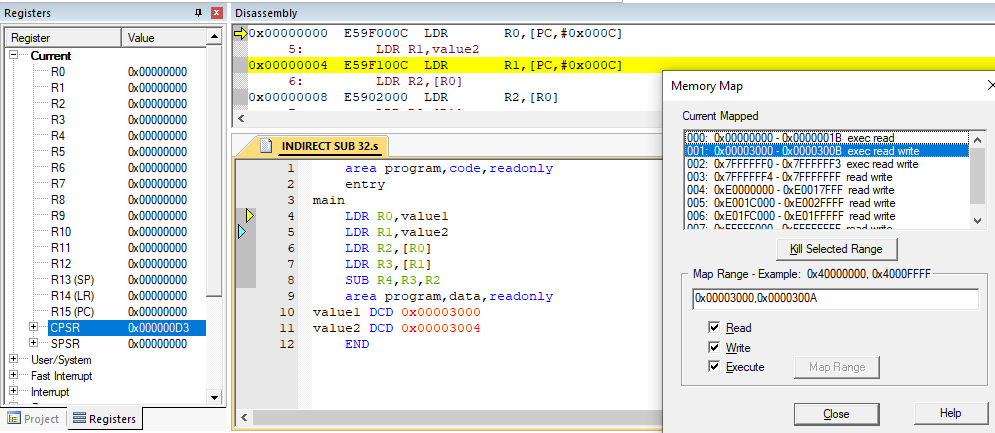 Registers
Register Value
Current
R0 0x00000000
R1 0x00000000
R2 0x00000000
R3 0x00000000
R4 0x00000000
R5 0x00000000
R6 0x00000000
R7 0x00000000
R8 0x00000000
R9 0x00000000
R10 0x00000000
R11 0x00000000
R12 0x00000000
R13 (SP) 0x00000000
R14 (LR) 0x00000000
R15 (PC) 0x00000000
CPSR 0x000000D3
SPSR 0x00000000
User/System
Fast Interrupt
Interrupt
Project Registers
Disassembly
0x00000000 E59F000C LDR R0,[PC,#0x000C]
5: LDR R1,value2
0x00000004 E59F100C LDR R1,[PC,#0x000C]
6: LDR R2,[R0]
0x00000008 E5902000 LDR R2,[R0]
INDIRECT SUB 32.s
1 area program,code,readonly
2 entry
3 main
4 LDR R0,value1
5 LDR R1,value2
6 LDR R2,[R0]
7 LDR R3,[R1]
8 SUB R4,R3,R2
9 area program,data,readonly
10 value1 DCD 0x00003000
11 value2 DCD 0x00003004
12 END
Memory Map
Current Mapped
000: 0x00000000 - 0x0000001B exec read
001: 0x00003000 - 0x0000300B exec read write
002: 0x7FFFFFF0 - 0x7FFFFFF3 exec read write
003: 0x7FFFFFF4 - 0x7FFFFFFF read write
004: 0xE0000000 - 0xE0017FFF read write
005: 0xE001C000 - 0xE002FFFF read write
006: 0xE01FC000 - 0xE01FFFFF read write
Kill Selected Range
Map Range - Example: 0x40000000, 0x4000FFFF
0x00003000,0x0000300A
Read
Write
Execute
Map Range
Close
Help